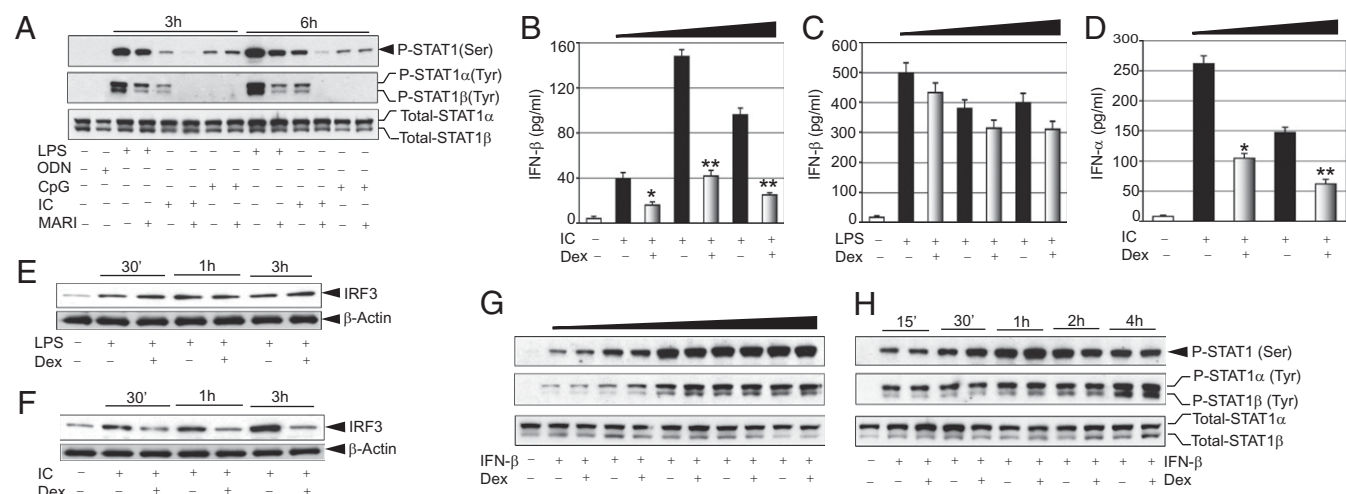 A
3h 6h
P-STAT1(Ser)
P-STAT1α(Tyr)
P-STAT1β(Tyr)
Total-STAT1α
Total-STAT1β
LPS – – + + – – – – + + – – – –
ODN – + – – – – – – – – – – – –
CpG – – – – – – + + – – – – + +
IC – – – – + + – – – – + + – –
MARI – – – + – + – + – + – + – +
B
IFN-β (pg/ml)
160
120
80
40
0
* ** **
IC – + + + + + +
Dex – – + – + – +
C
IFN-β (pg/ml)
600
500
400
300
200
100
0
LPS – + + + + + +
Dex – – + – + – +
D
IFN-α (pg/ml)
300
250
200
150
100
50
0
* **
IC – + + + +
Dex – – + – +
E
30' 1h 3h
IRF3
β-Actin
LPS – + + + + + +
Dex – – + – + – +
F
30' 1h 3h
IRF3
β-Actin
IC – + + + + + +
Dex – – + – + – +
G
IFN-β – + + + + + + + + + +
Dex – – + – + – + – + – +
H
15' 30' 1h 2h 4h
P-STAT1 (Ser)
P-STAT1α (Tyr)
P-STAT1β (Tyr)
Total-STAT1α
Total-STAT1β
– + + + + + + + + + + IFN-β
– – + – + – + – + – + Dex